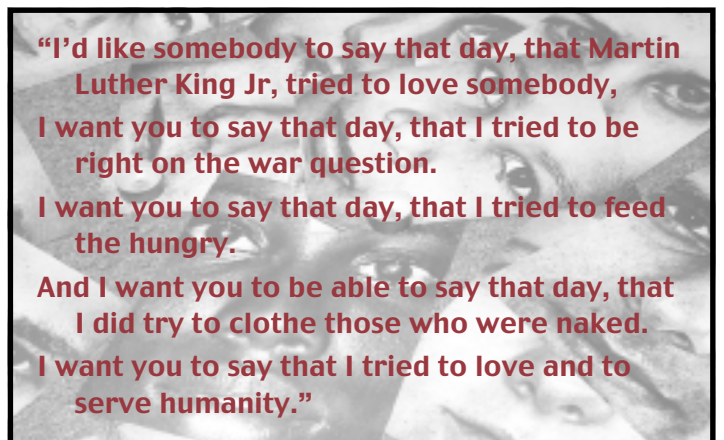 “I’d like somebody to say that day, that Martin
Luther King Jr, tried to love somebody,
I want you to say that day, that I tried to be
right on the war question.
I want you to say that day, that I tried to feed
the hungry.
And I want you to be able to say that day, that
I did try to clothe those who were naked.
I want you to say that I tried to love and to
serve humanity.”